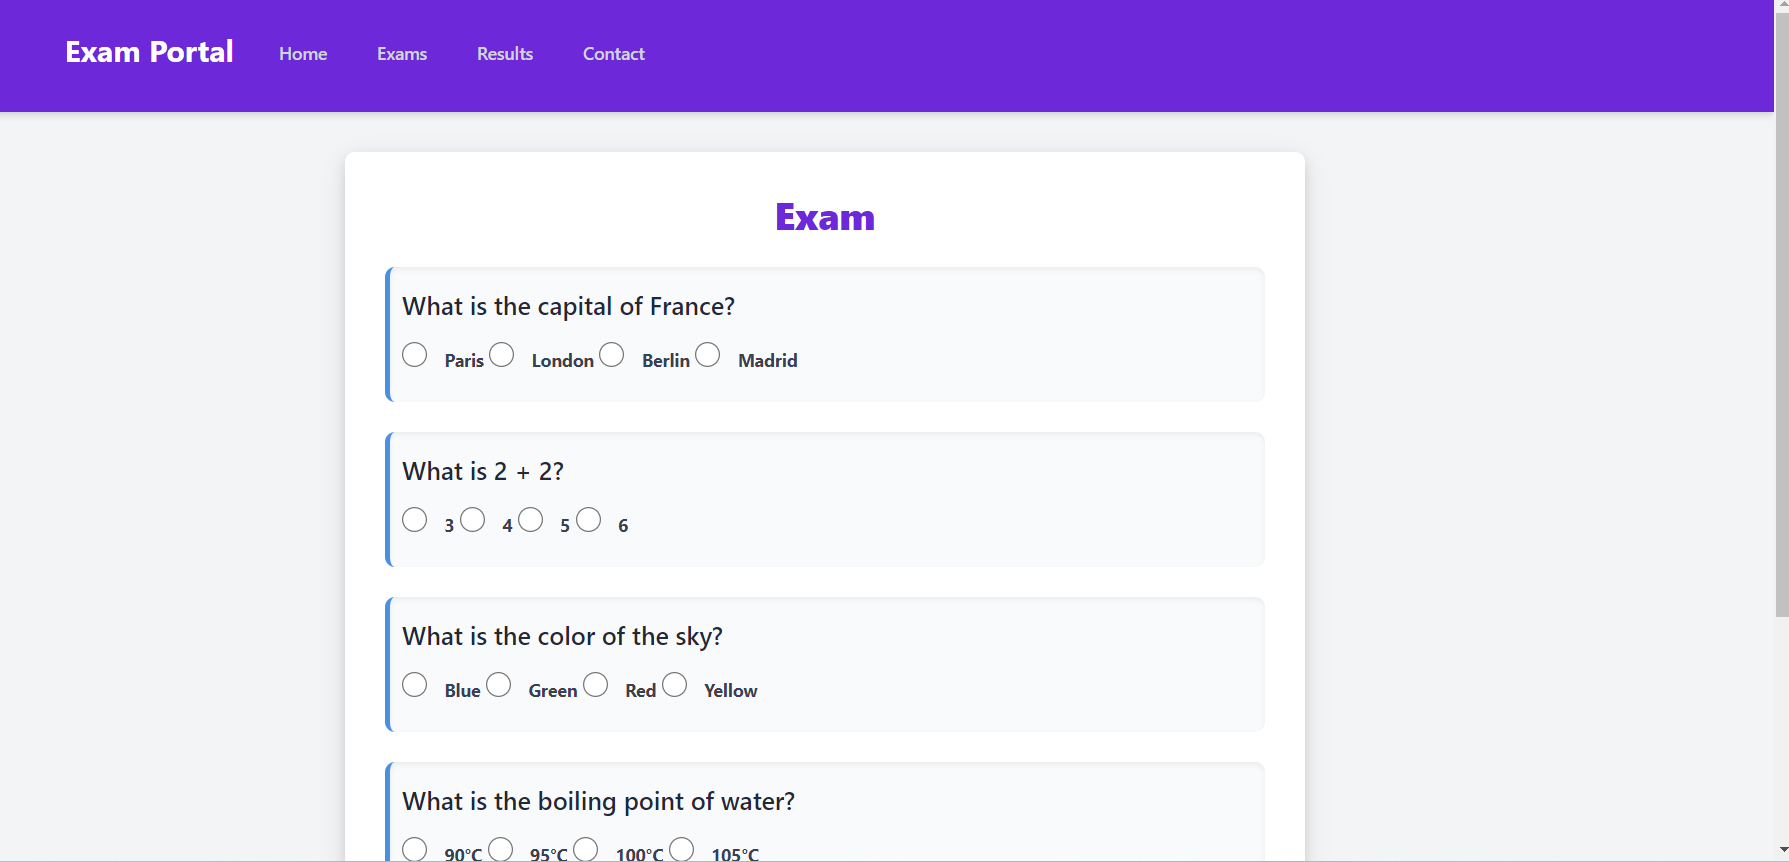 Exam Portal Home Exams Results Contact
Exam
What is the capital of France?
Paris London Berlin Madrid
What is 2 + 2?
3 4 5 6
What is the color of the sky?
Blue Green Red Yellow
What is the boiling point of water?
90°C 95°C 100°C 105°C